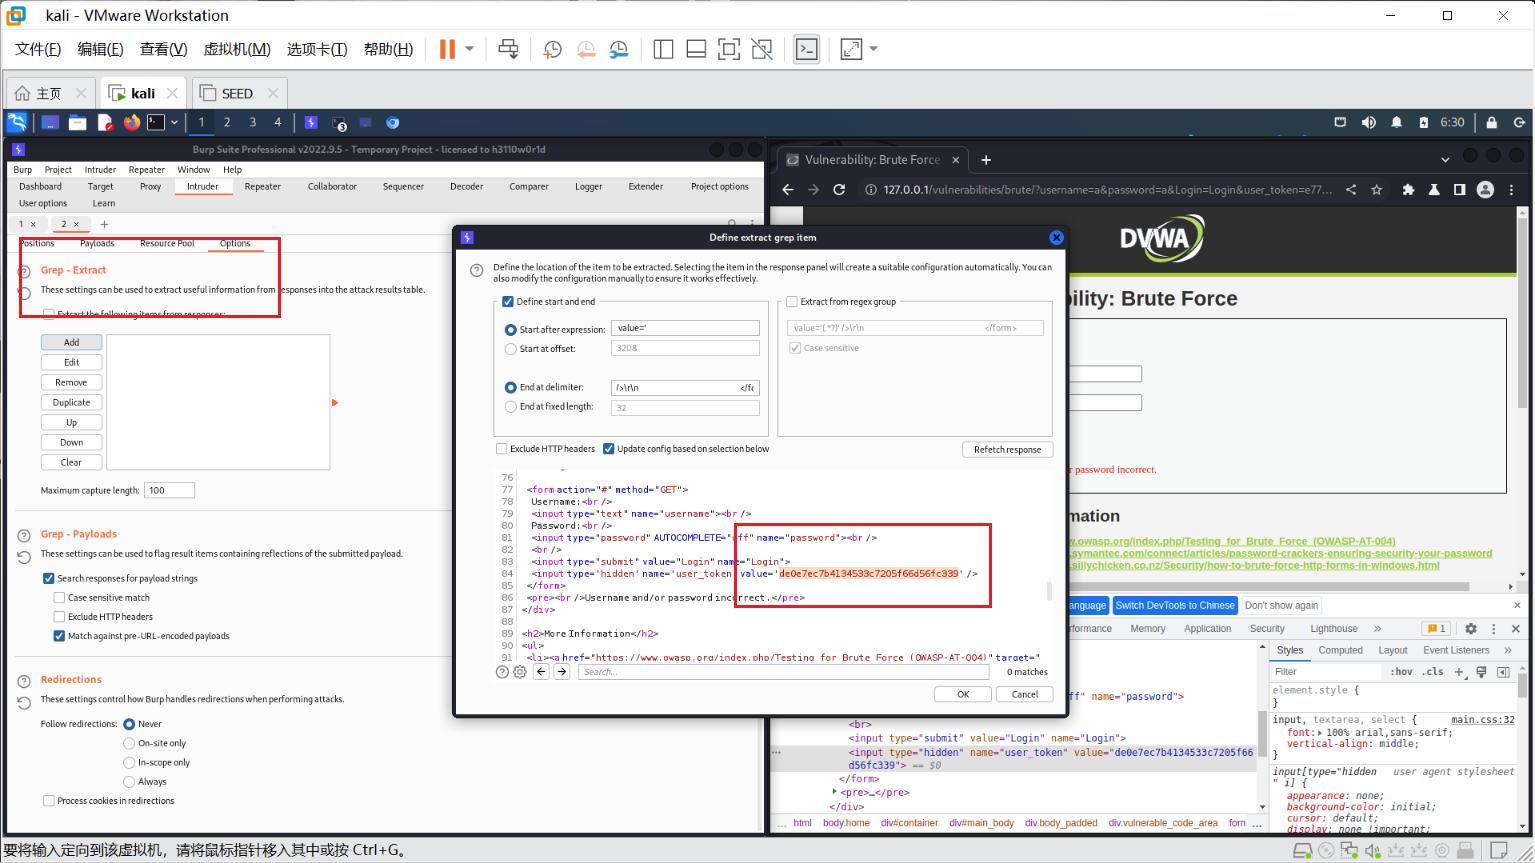 kali - VMware Workstation
文件(F) 编辑(E) 查看(V) 虚拟机(M) 选项卡(T) 帮助(H)
主页 kali SEED
1 2 3 4 3 6:30
Burp Suite Professional v2022.9.5 - Temporary Project - licensed to h3110w0r1d
Burp Project Intruder Repeater Window Help
Dashboard Target Proxy Intruder Repeater Collaborator Sequencer Decoder Comparer Logger Extender Project options
User options Learn
1 × 2 × +
Positions Payloads Resource Pool Options
Grep - Extract
These settings can be used to extract useful information from responses into the attack results table.
Extract the following items from responses:
Add
Edit
Remove
Duplicate
Up
Down
Clear
Maximum capture length: 100
Grep - Payloads
These settings can be used to flag result items containing reflections of the submitted payload.
Search responses for payload strings
Case sensitive match
Exclude HTTP headers
Match against pre-URL-encoded payloads
Redirections
These settings control how Burp handles redirections when performing attacks.
Follow redirections: Never
On-site only
In-scope only
Always
Process cookies in redirections
Define extract grep item
Define the location of the item to be extracted. Selecting the item in the response panel will create a suitable configuration automatically. You can
also modify the configuration manually to ensure it works effectively.
Define start and end
Start after expression: value='
Start at offset: 3208
End at delimiter: />\r\n </fo
End at fixed length: 32
Extract from regex group
value='(.*?)' />\r\n </form>
Case sensitive
Exclude HTTP headers Update config based on selection below Refetch response
76
77 <form action="#" method="GET">
78 Username:<br />
79 <input type="text" name="username"><br />
80 Password:<br />
81 <input type="password" AUTOCOMPLETE="off" name="password"><br />
82 <br />
83 <input type="submit" value="Login" name="Login">
84 <input type='hidden' name='user_token' value='de0e7ec7b4134533c7205f66d56fc339' />
85 </form>
86 <pre><br />Username and/or password incorrect.</pre>
87 </div>
88
89 <h2>More Information</h2>
90 <ul>
91 <li><a href="https://www.owasp.org/index.php/Testing_for_Brute_Force_(OWASP-AT-004)" target="
Search... 0 matches
OK Cancel
Vulnerability: Brute Force × +
127.0.0.1/vulnerabilities/brute/?username=a&password=a&Login=Login&user_token=e77...
DVWA
ility: Brute Force
password incorrect.
mation
w.owasp.org/index.php/Testing_for_Brute_Force_(OWASP-AT-004)
.symantec.com/connect/articles/password-crackers-ensuring-security-your-password
.sillychicken.co.nz/Security/how-to-brute-force-http-forms-in-windows.html
anguage Switch DevTools to Chinese Don't show again
formance Memory Application Security Lighthouse » 1
Styles Computed Layout Event Listeners »
Filter :hov .cls +
element.style {
}
input, textarea, select { main.css:32
font: 100% arial,sans-serif;
vertical-align: middle;
}
input[type="hidden user agent stylesheet
" i] {
appearance: none;
background-color: initial;
cursor: default;
display: none !important;
ff" name="password">
<br>
<input type="submit" value="Login" name="Login">
<input type="hidden" name="user_token" value="de0e7ec7b4134533c7205f66
d56fc339"> == $0
</form>
<pre>…</pre>
</div>
... html body.home div#container div#main_body div.body_padded div.vulnerable_code_area form ...
要将输入定向到该虚拟机，请将鼠标指针移入其中或按 Ctrl+G。